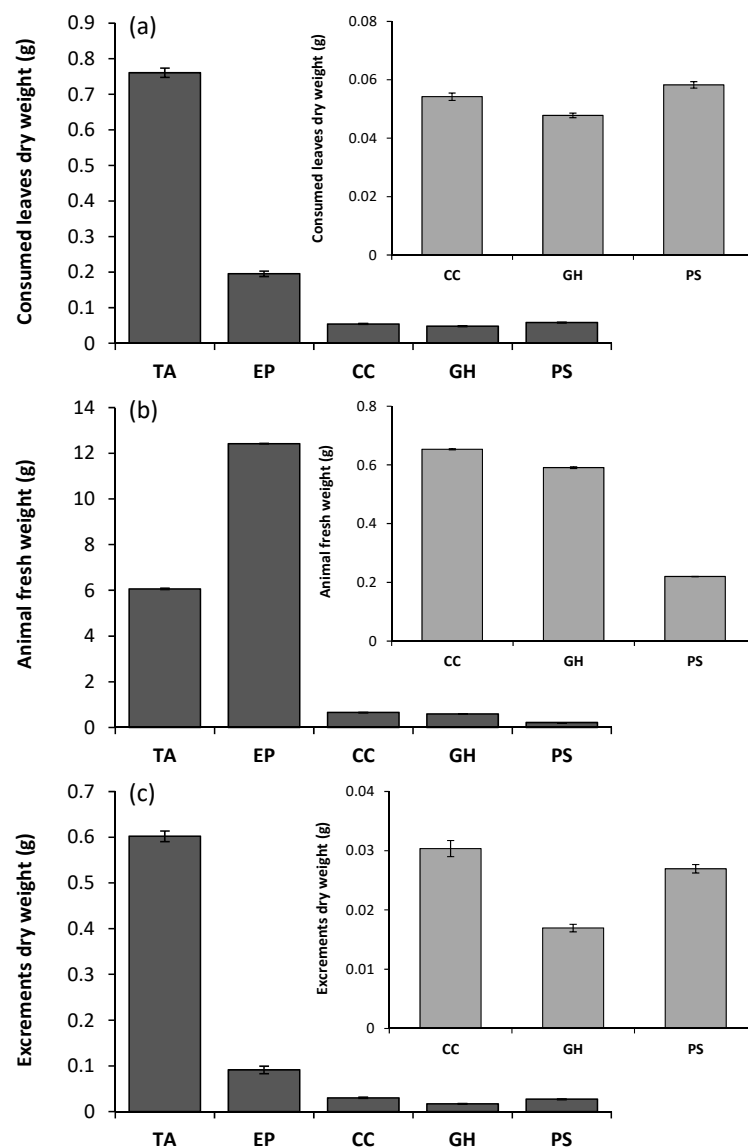 (a)
Consumed leaves dry weight (g)
0.9
0.8
0.7
0.6
0.5
0.4
0.3
0.2
0.1
0
TA EP CC GH PS
Consumed leaves dry weight (g)
0.08
0.06
0.04
0.02
0
CC GH PS
(b)
Animal fresh weight (g)
14
12
10
8
6
4
2
0
TA EP CC GH PS
Animal fresh weight (g)
0.8
0.6
0.4
0.2
0
CC GH PS
(c)
Excrements dry weight (g)
0.7
0.6
0.5
0.4
0.3
0.2
0.1
0
TA EP CC GH PS
Excrements dry weight (g)
0.04
0.03
0.02
0.01
0
CC GH PS